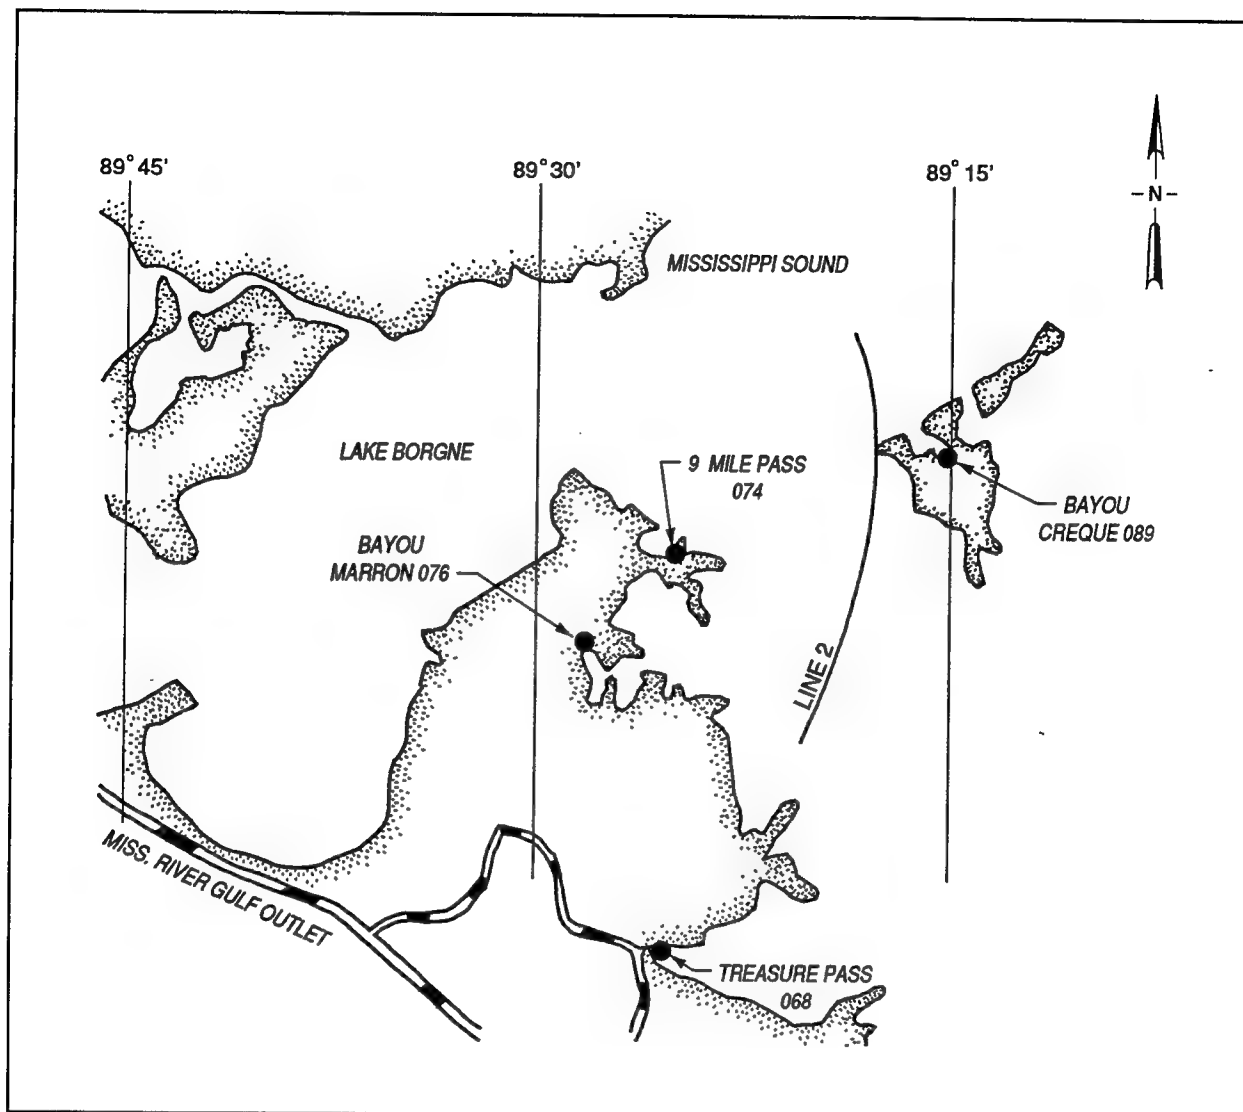 89° 45'
89° 30'
89° 15'
- N -
MISSISSIPPI SOUND
LAKE BORGNE
9 MILE PASS
074
BAYOU
CREQUE 089
BAYOU
MARRON 076
LINE 2
MISS. RIVER GULF OUTLET
TREASURE PASS
068